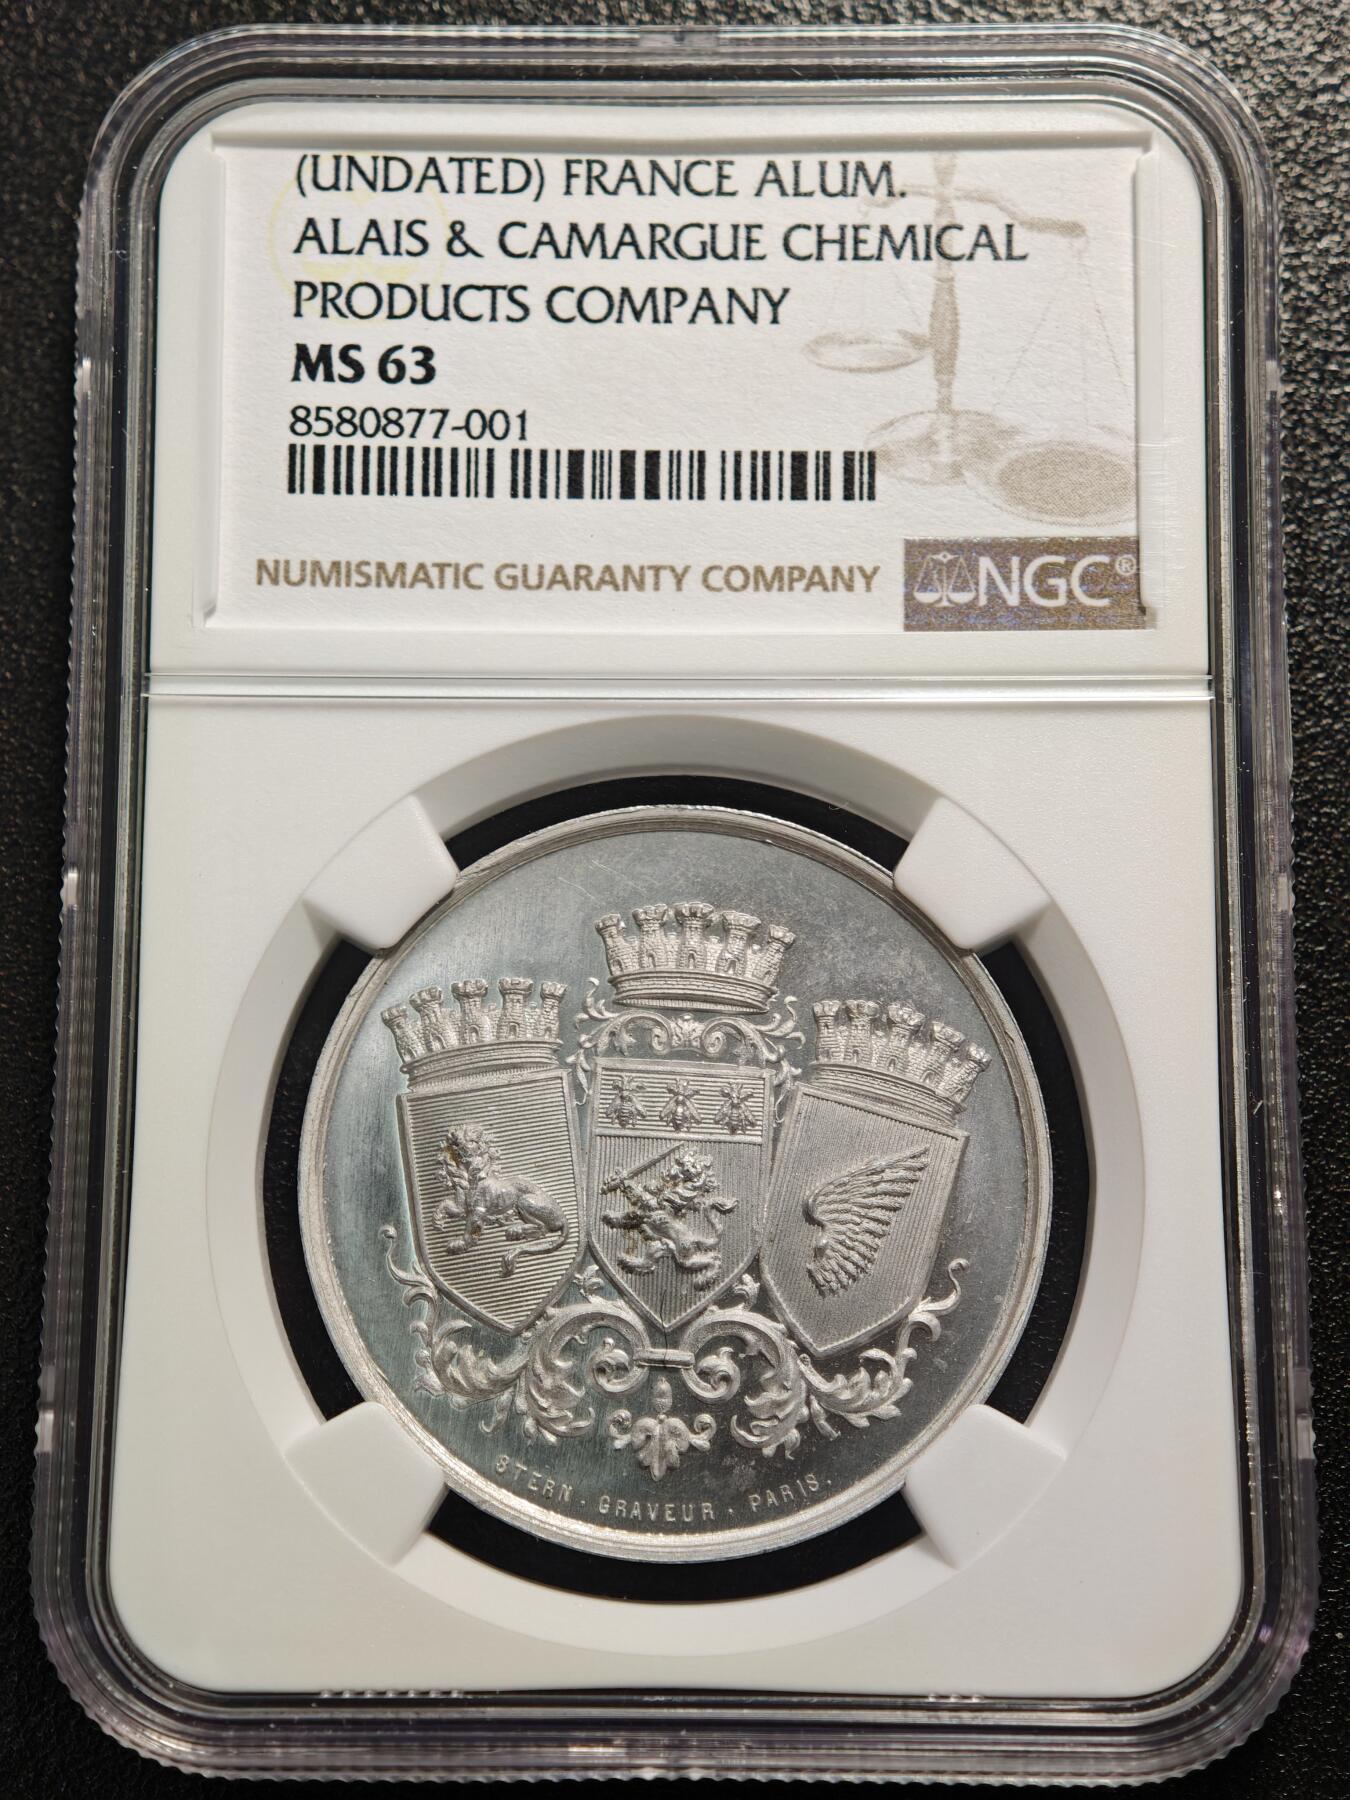 (UNDATED) FRANCE ALUM.
ALAIS & CAMARGUE CHEMICAL
PRODUCTS COMPANY
MS 63
8580877-001
NUMISMATIC GUARANTY COMPANY
NGC®
STERN . GRAVEUR . PARIS.